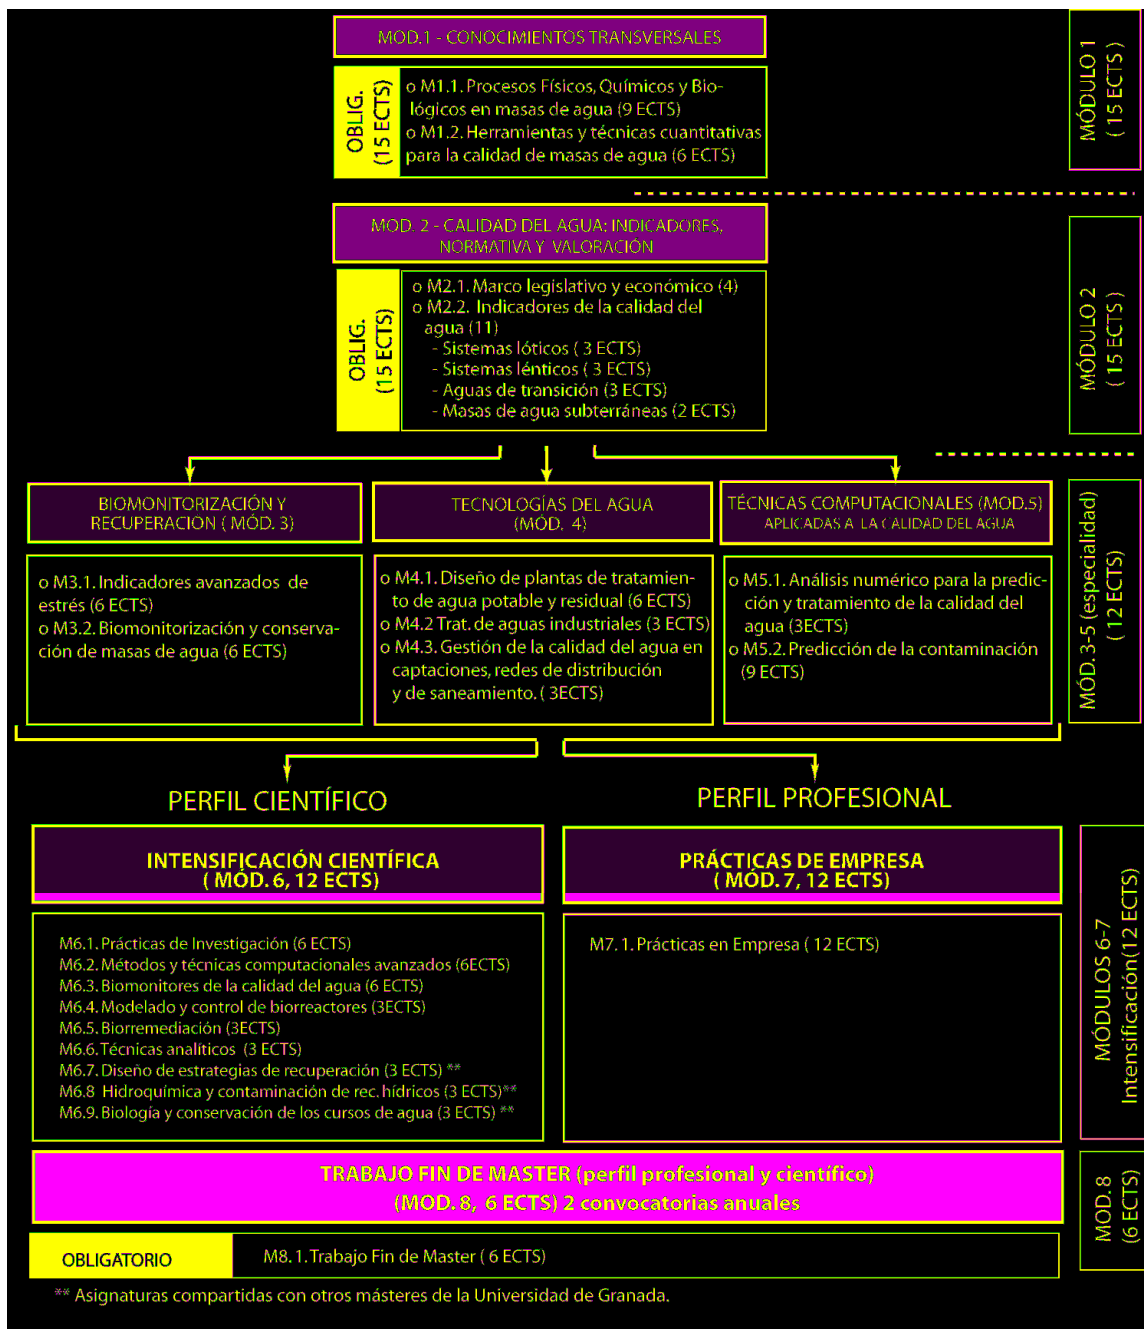 MOD.1 - CONOCIMIENTOS TRANSVERSALES
OBLIG.
(15 ECTS)
o M1.1. Procesos Físicos, Químicos y Bio-
lógicos en masas de agua (9 ECTS)
o M1.2. Herramientas y técnicas cuantitativas
para la calidad de masas de agua (6 ECTS)
MÓDULO 1
( 15 ECTS)
MOD. 2 - CALIDAD DEL AGUA: INDICADORES,
NORMATIVA Y VALORACIÓN
OBLIG.
(15 ECTS)
o M2.1. Marco legislativo y económico (4)
o M2.2. Indicadores de la calidad del
agua (11)
- Sistemas lóticos ( 3 ECTS)
- Sistemas lénticos ( 3 ECTS)
- Aguas de transición (3 ECTS)
- Masas de agua subterráneas (2 ECTS)
MÓDULO 2
( 15 ECTS)
BIOMONITORIZACIÓN Y
RECUPERACION ( MÓD. 3)
o M3.1. Indicadores avanzados de
estrés (6 ECTS)
o M3.2. Biomonitorización y conserva-
ción de masas de agua ( 6 ECTS)
TECNOLOGÍAS DEL AGUA
(MÓD. 4)
o M4.1. Diseño de plantas de tratamien-
to de agua potable y residual (6 ECTS)
o M4.2 Trat. de aguas industriales (3 ECTS)
o M4.3. Gestión de la calidad del agua en
captaciones, redes de distribución
y de saneamiento. ( 3ECTS)
TÉCNICAS COMPUTACIONALES (MOD.5)
APLICADAS A LA CALIDAD DEL AGUA
o M5.1. Análisis numérico para la predic-
ción y tratamiento de la calidad del
agua (3ECTS)
o M5.2. Predicción de la contaminación
(9 ECTS)
MÓD. 3-5 (especialidad)
( 12 ECTS)
PERFIL CIENTÍFICO
INTENSIFICACIÓN CIENTÍFICA
( MÓD. 6, 12 ECTS)
M6.1. Prácticas de Investigación (6 ECTS)
M6.2. Métodos y técnicas computacionales avanzados (6ECTS)
M6.3. Biomonitores de la calidad del agua (6 ECTS)
M6.4. Modelado y control de biorreactores (3ECTS)
M6.5. Biorremediación (3ECTS)
M6.6. Técnicas analíticos (3 ECTS)
M6.7. Diseño de estrategias de recuperación (3 ECTS) **
M6.8 Hidroquímica y contaminación de rec. hídricos (3 ECTS)**
M6.9. Biología y conservación de los cursos de agua (3 ECTS) **
PERFIL PROFESIONAL
PRÁCTICAS DE EMPRESA
( MÓD. 7, 12 ECTS)
M7. 1. Prácticas en Empresa ( 12 ECTS)
MÓDULOS 6-7
Intensificación(12 ECTS)
TRABAJO FIN DE MASTER (perfil profesional y científico)
(MOD. 8, 6 ECTS) 2 convocatorias anuales
OBLIGATORIO
M8.1. Trabajo Fin de Master ( 6 ECTS)
MOD. 8
(6 ECTS)
** Asignaturas compartidas con otros másteres de la Universidad de Granada.